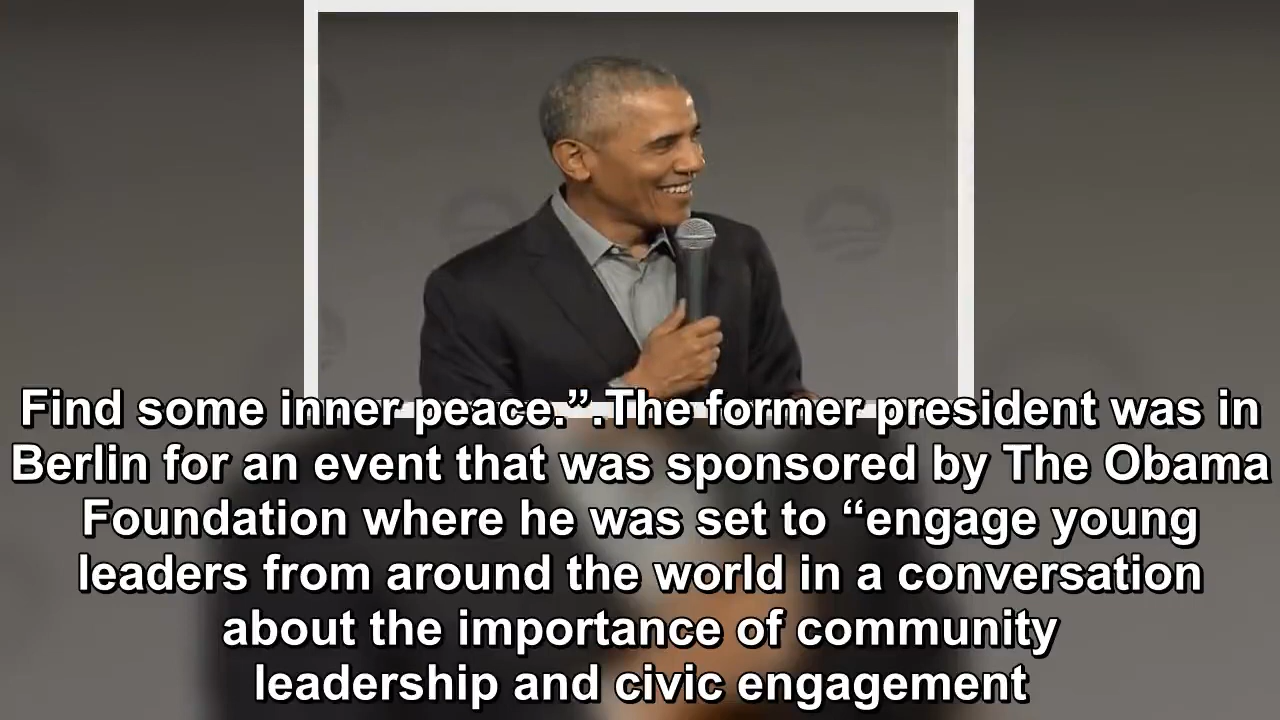 Find some inner peace.” .The former president was in
Berlin for an event that was sponsored by The Obama
Foundation where he was set to “engage young
leaders from around the world in a conversation
about the importance of community
leadership and civic engagement